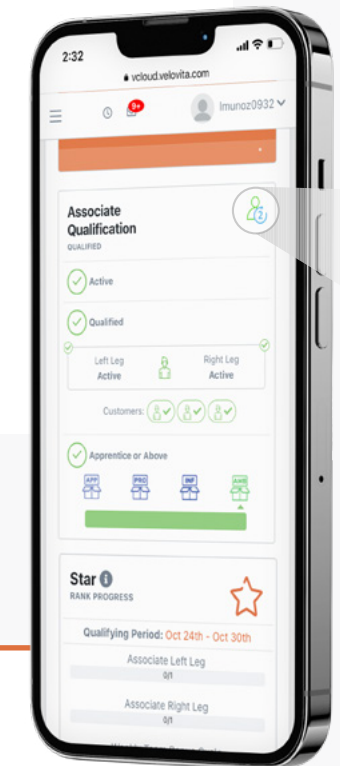 2:32
vcloud.velovita.com
9+
lmunoz0932
Associate
Qualification
QUALIFIED
2
Active
Qualified
Left Leg
Active
Right Leg
Active
Customers:
Apprentice or Above
APP PRO INF AMB
Star
RANK PROGRESS
Qualifying Period: Oct 24th - Oct 30th
Associate Left Leg
0/1
Associate Right Leg
0/1